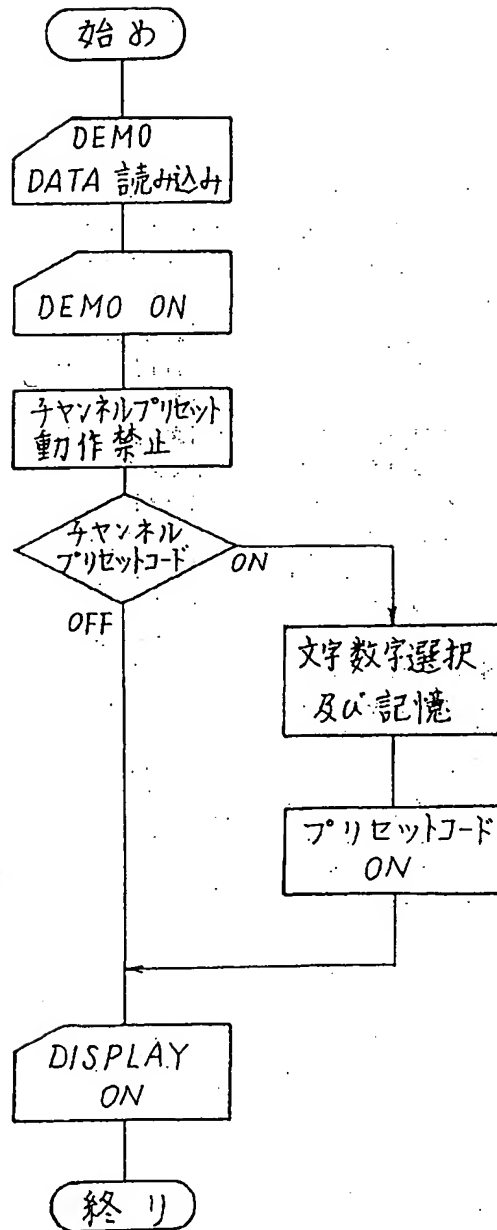 始め
DEMO
DATA 読み込み
DEMO ON
チャンネルプリセット
動作禁止
チャンネル
プリセットコード
ON
OFF
文字数字選択
及び記憶
プリセットコード
ON
DISPLAY
ON
終り